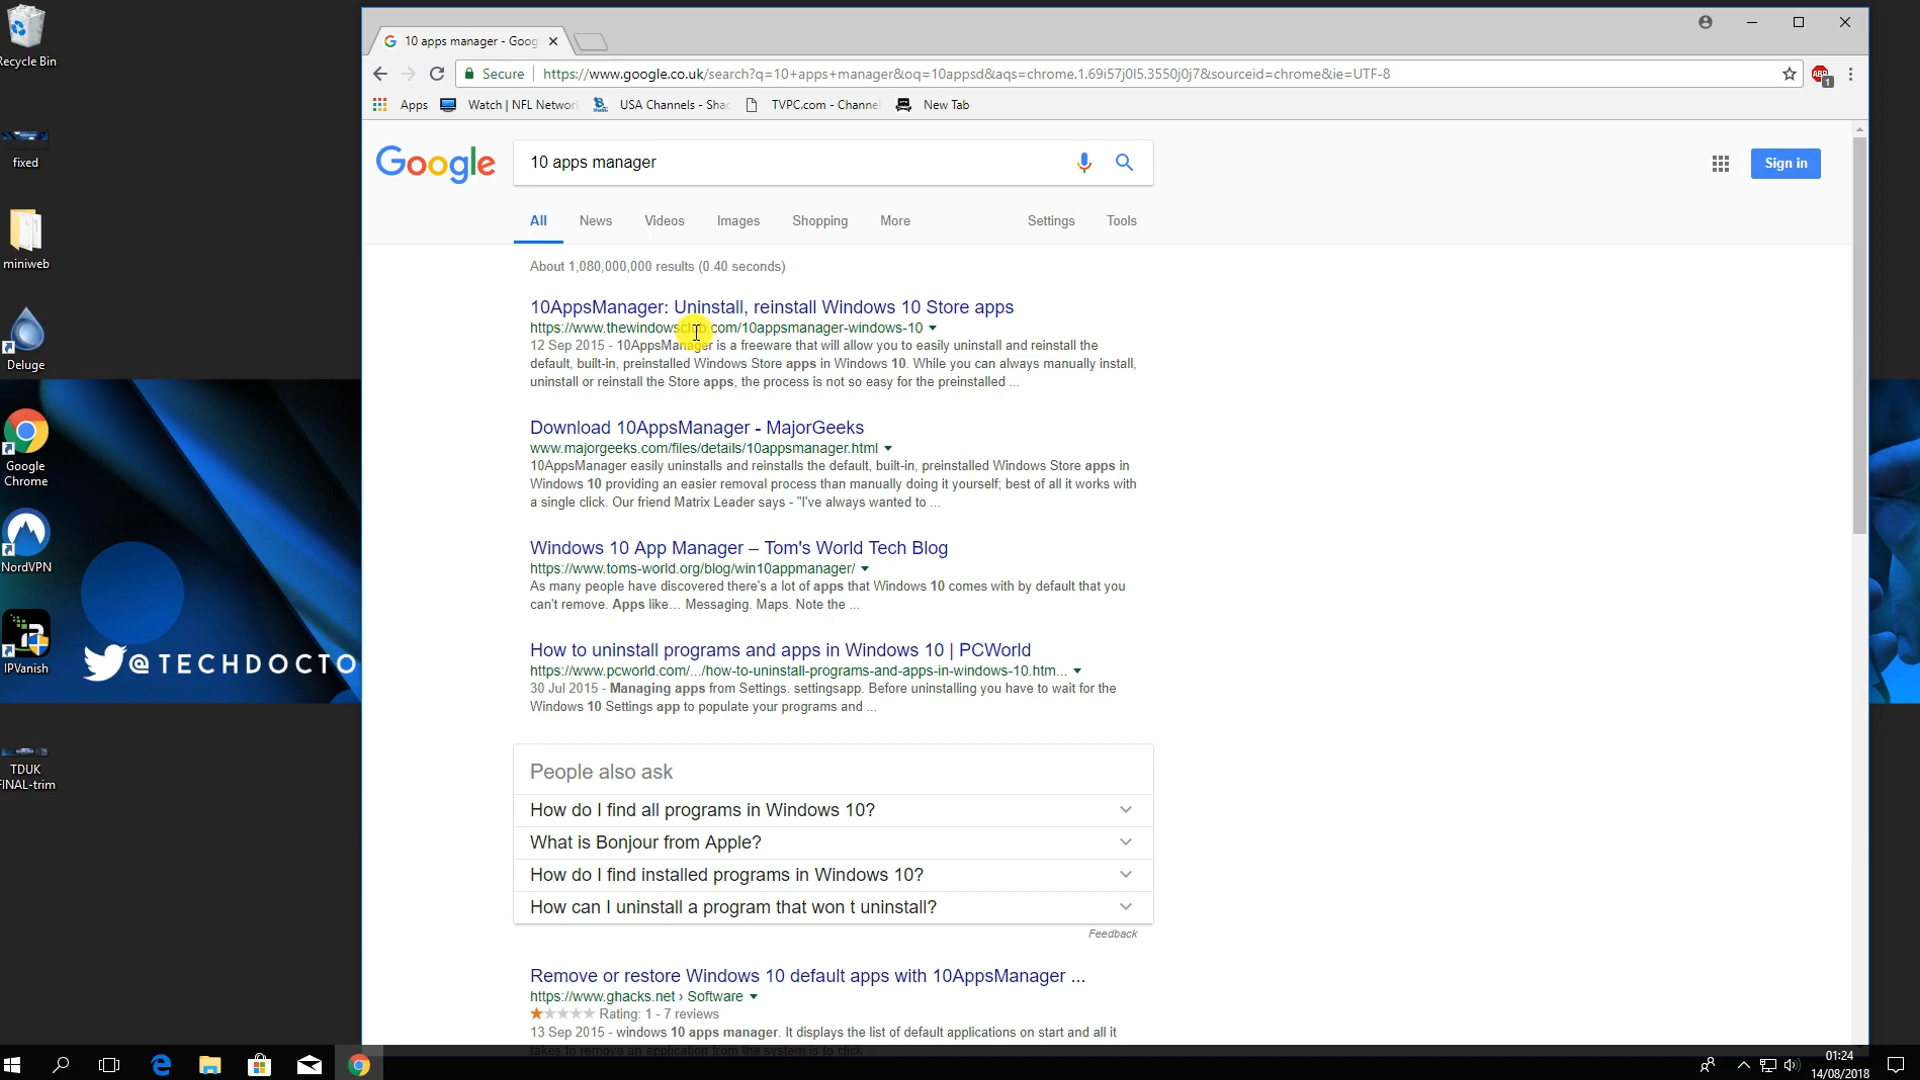 Recycle Bin
fixed
miniweb
Deluge
Google
Chrome
NordVPN
IPVanish
@TECHDOCTO
TDUK
FINAL-trim
10 apps manager - Goog
Secure https://www.google.co.uk/search?q=10+apps+manager&oq=10appsd&aqs=chrome.1.69i57j0l5.3550j0j7&sourceid=chrome&ie=UTF-8
ABP
1
Apps Watch | NFL Network USA Channels - Shac TVPC.com - Channel New Tab
Google
10 apps manager
Sign in
All News Videos Images Shopping More Settings Tools
About 1,080,000,000 results (0.40 seconds)
10AppsManager: Uninstall, reinstall Windows 10 Store apps
https://www.thewindowsclub.com/10appsmanager-windows-10
12 Sep 2015 - 10AppsManager is a freeware that will allow you to easily uninstall and reinstall the
default, built-in, preinstalled Windows Store apps in Windows 10. While you can always manually install,
uninstall or reinstall the Store apps, the process is not so easy for the preinstalled ...
Download 10AppsManager - MajorGeeks
www.majorgeeks.com/files/details/10appsmanager.html
10AppsManager easily uninstalls and reinstalls the default, built-in, preinstalled Windows Store apps in
Windows 10 providing an easier removal process than manually doing it yourself; best of all it works with
a single click. Our friend Matrix Leader says - "I've always wanted to ...
Windows 10 App Manager – Tom's World Tech Blog
https://www.toms-world.org/blog/win10appmanager/
As many people have discovered there's a lot of apps that Windows 10 comes with by default that you
can't remove. Apps like... Messaging. Maps. Note the ...
How to uninstall programs and apps in Windows 10 | PCWorld
https://www.pcworld.com/.../how-to-uninstall-programs-and-apps-in-windows-10.htm...
30 Jul 2015 - Managing apps from Settings. settingsapp. Before uninstalling you have to wait for the
Windows 10 Settings app to populate your programs and ...
People also ask
How do I find all programs in Windows 10?
What is Bonjour from Apple?
How do I find installed programs in Windows 10?
How can I uninstall a program that won t uninstall?
Feedback
Remove or restore Windows 10 default apps with 10AppsManager ...
https://www.ghacks.net › Software
Rating: 1 - 7 reviews
13 Sep 2015 - windows 10 apps manager. It displays the list of default applications on start and all it
takes to remove an application from the system is to click
01:24
14/08/2018